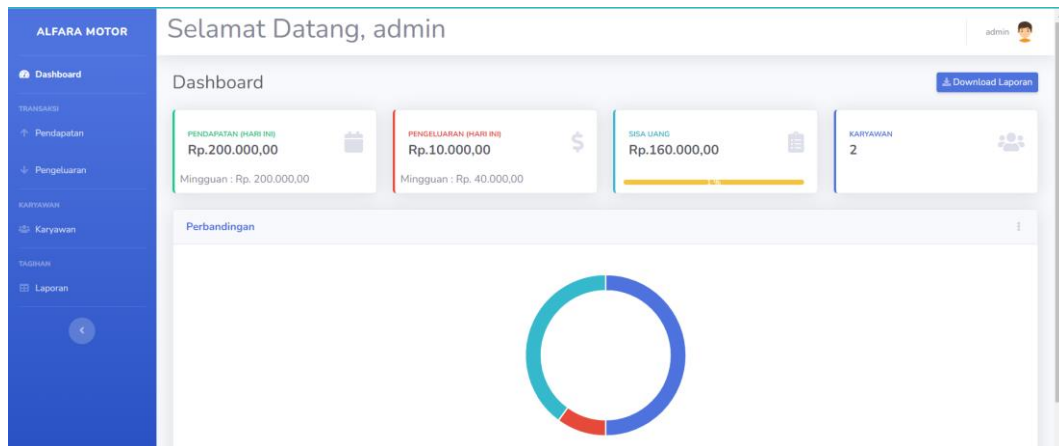 ALFARA MOTOR
Selamat Datang, admin
admin
Dashboard
TRANSAKSI
Pendapatan
Pengeluaran
KARYAWAN
Karyawan
TAGIHAN
Laporan
Dashboard
Download Laporan
PENDAPATAN (HARI INI)
Rp.200.000,00
Mingguan : Rp. 200.000,00
PENGELUARAN (HARI INI)
Rp.10.000,00
Mingguan : Rp. 40.000,00
SISA UANG
Rp.160.000,00
KARYAWAN
2
Perbandingan